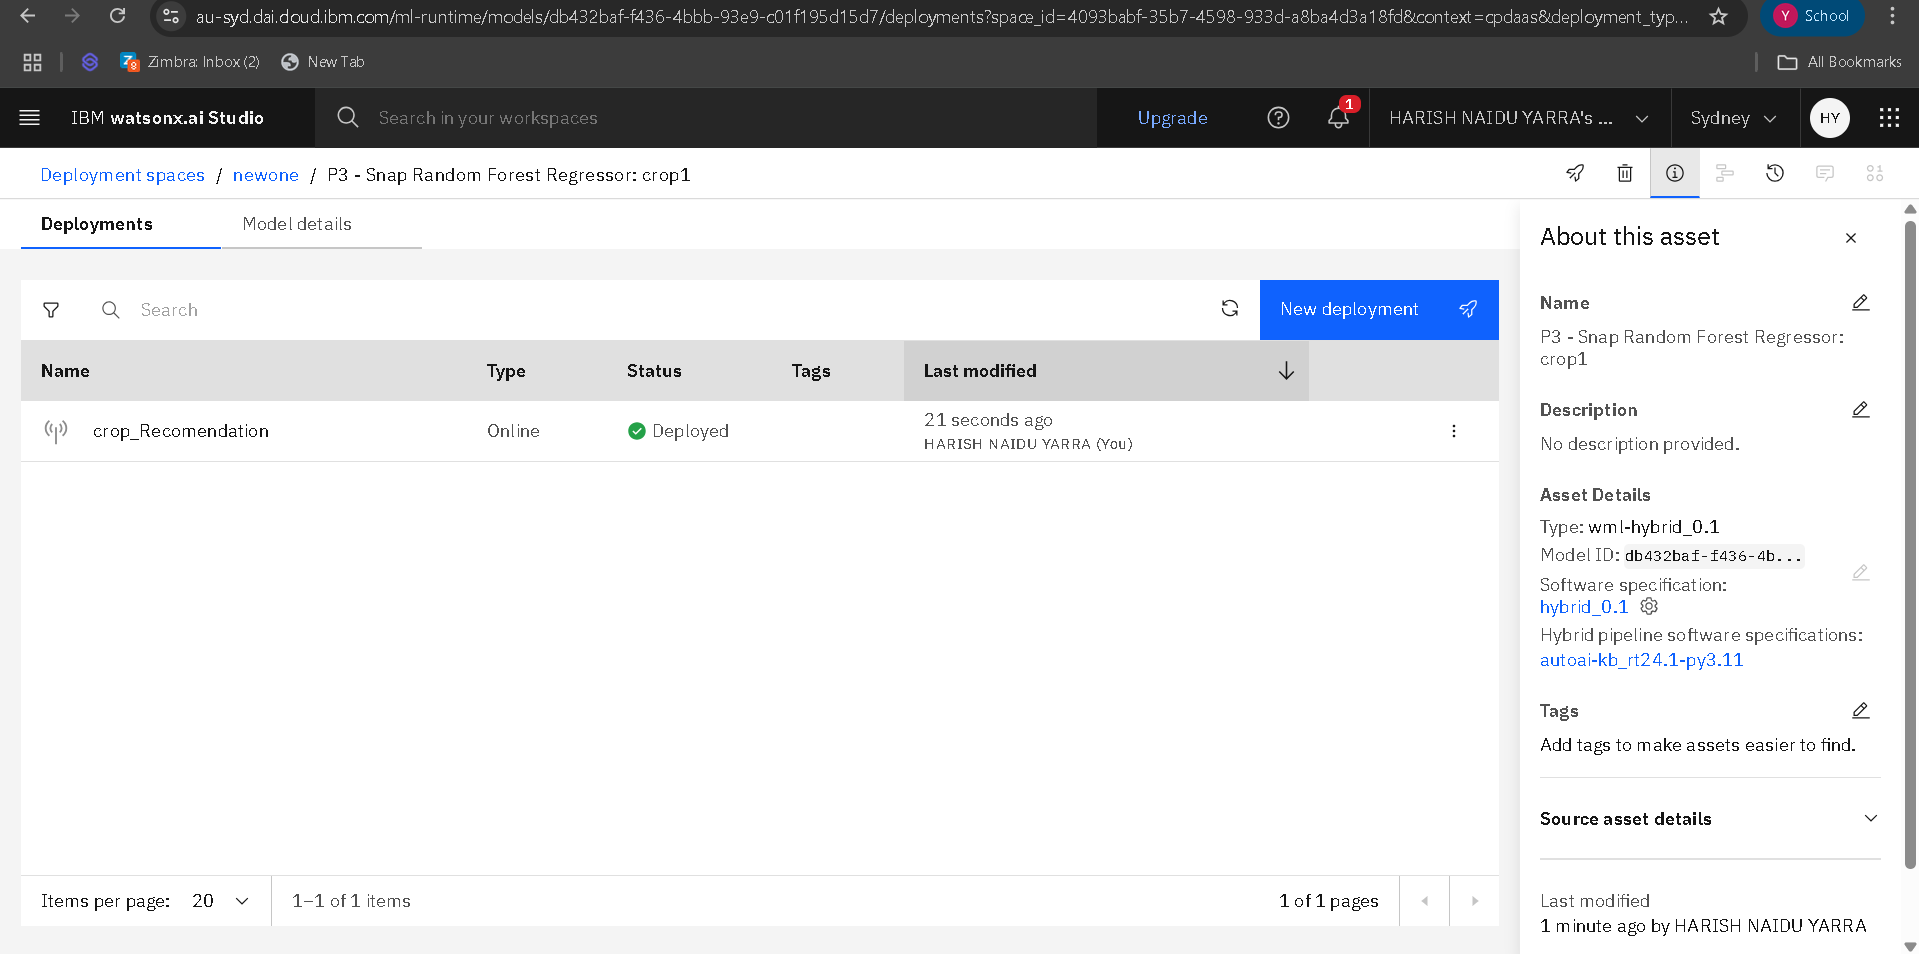 au-syd.dai.cloud.ibm.com/ml-runtime/models/db432baf-f436-4bbb-93e9-c01f195d15d7/deployments?space_id=4093babf-35b7-4598-933d-a8ba4d3a18fd&context=cpdaas&deployment_typ...
Y School
Zimbra: Inbox (2)
New Tab
All Bookmarks
IBM watsonx.ai Studio
Search in your workspaces
Upgrade
1
HARISH NAIDU YARRA's ...
Sydney
HY
Deployment spaces / newone / P3 - Snap Random Forest Regressor: crop1
Deployments
Model details
Search
New deployment
Name Type Status Tags Last modified
crop_Recomendation Online Deployed 21 seconds ago
HARISH NAIDU YARRA (You)
Items per page: 20
1–1 of 1 items
1 of 1 pages
About this asset
Name
P3 - Snap Random Forest Regressor:
crop1
Description
No description provided.
Asset Details
Type: wml-hybrid_0.1
Model ID: db432baf-f436-4b...
Software specification:
hybrid_0.1
Hybrid pipeline software specifications:
autoai-kb_rt24.1-py3.11
Tags
Add tags to make assets easier to find.
Source asset details
Last modified
1 minute ago by HARISH NAIDU YARRA